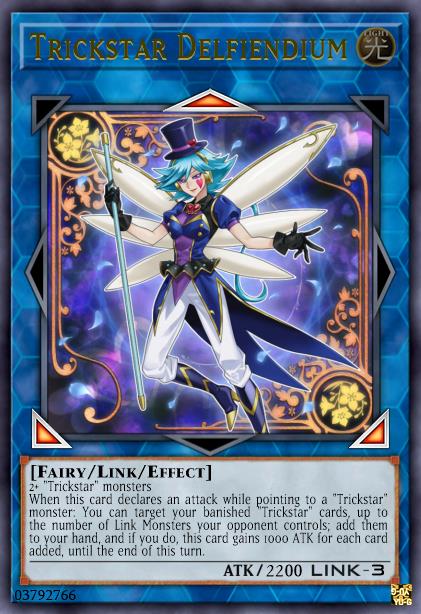 TRICKSTAR DELFIENDIUM
LIGHT
光
[FAIRY/LINK/EFFECT]
2+ "Trickstar" monsters
When this card declares an attack while pointing to a "Trickstar"
monster: You can target your banished "Trickstar" cards, up to
the number of Link Monsters your opponent controls; add them
to your hand, and if you do, this card gains 1000 ATK for each card
added, until the end of this turn.
ATK/2200 LINK-3
03792766